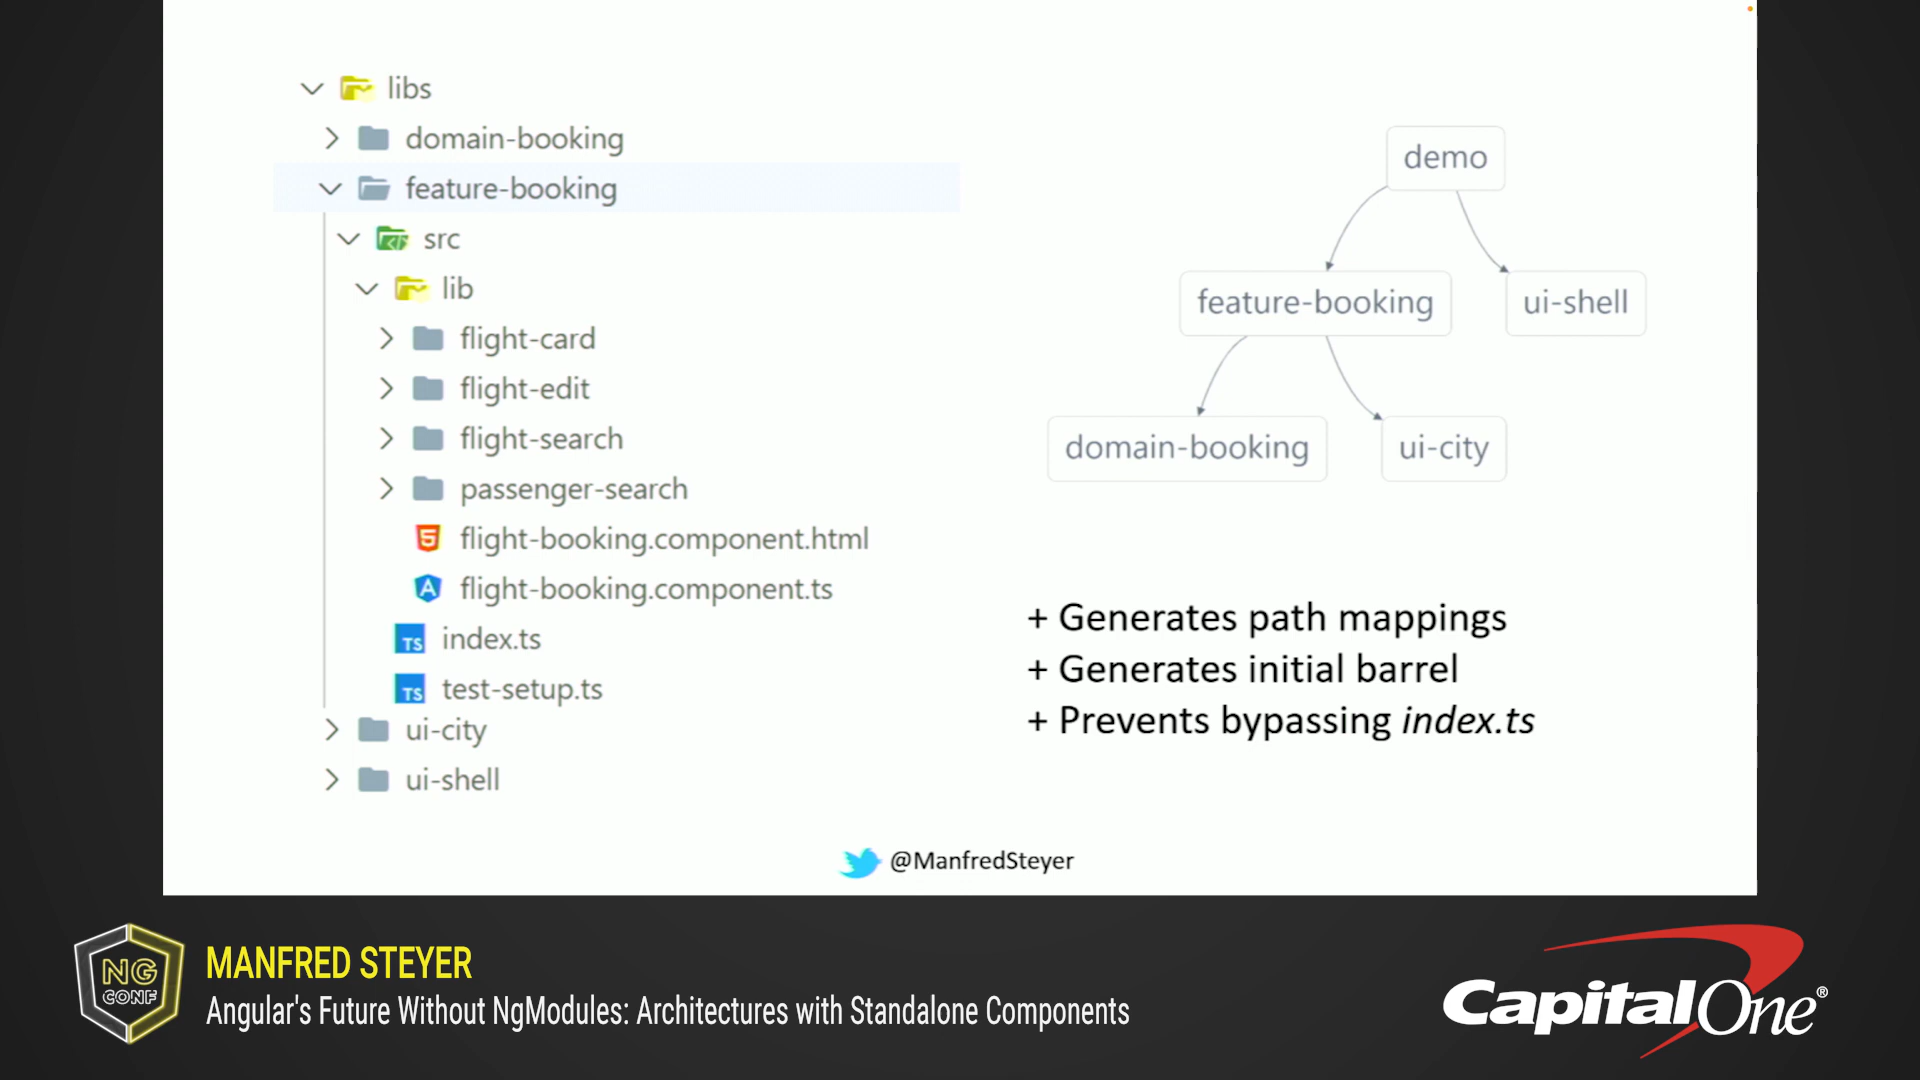 libs
domain-booking
feature-booking
src
lib
flight-card
flight-edit
flight-search
passenger-search
flight-booking.component.html
flight-booking.component.ts
TS index.ts
TS test-setup.ts
ui-city
ui-shell
demo
feature-booking
ui-shell
domain-booking
ui-city
+ Generates path mappings
+ Generates initial barrel
+ Prevents bypassing index.ts
@ManfredSteyer
NG
CONF
MANFRED STEYER
Angular's Future Without NgModules: Architectures with Standalone Components
CapitalOne®